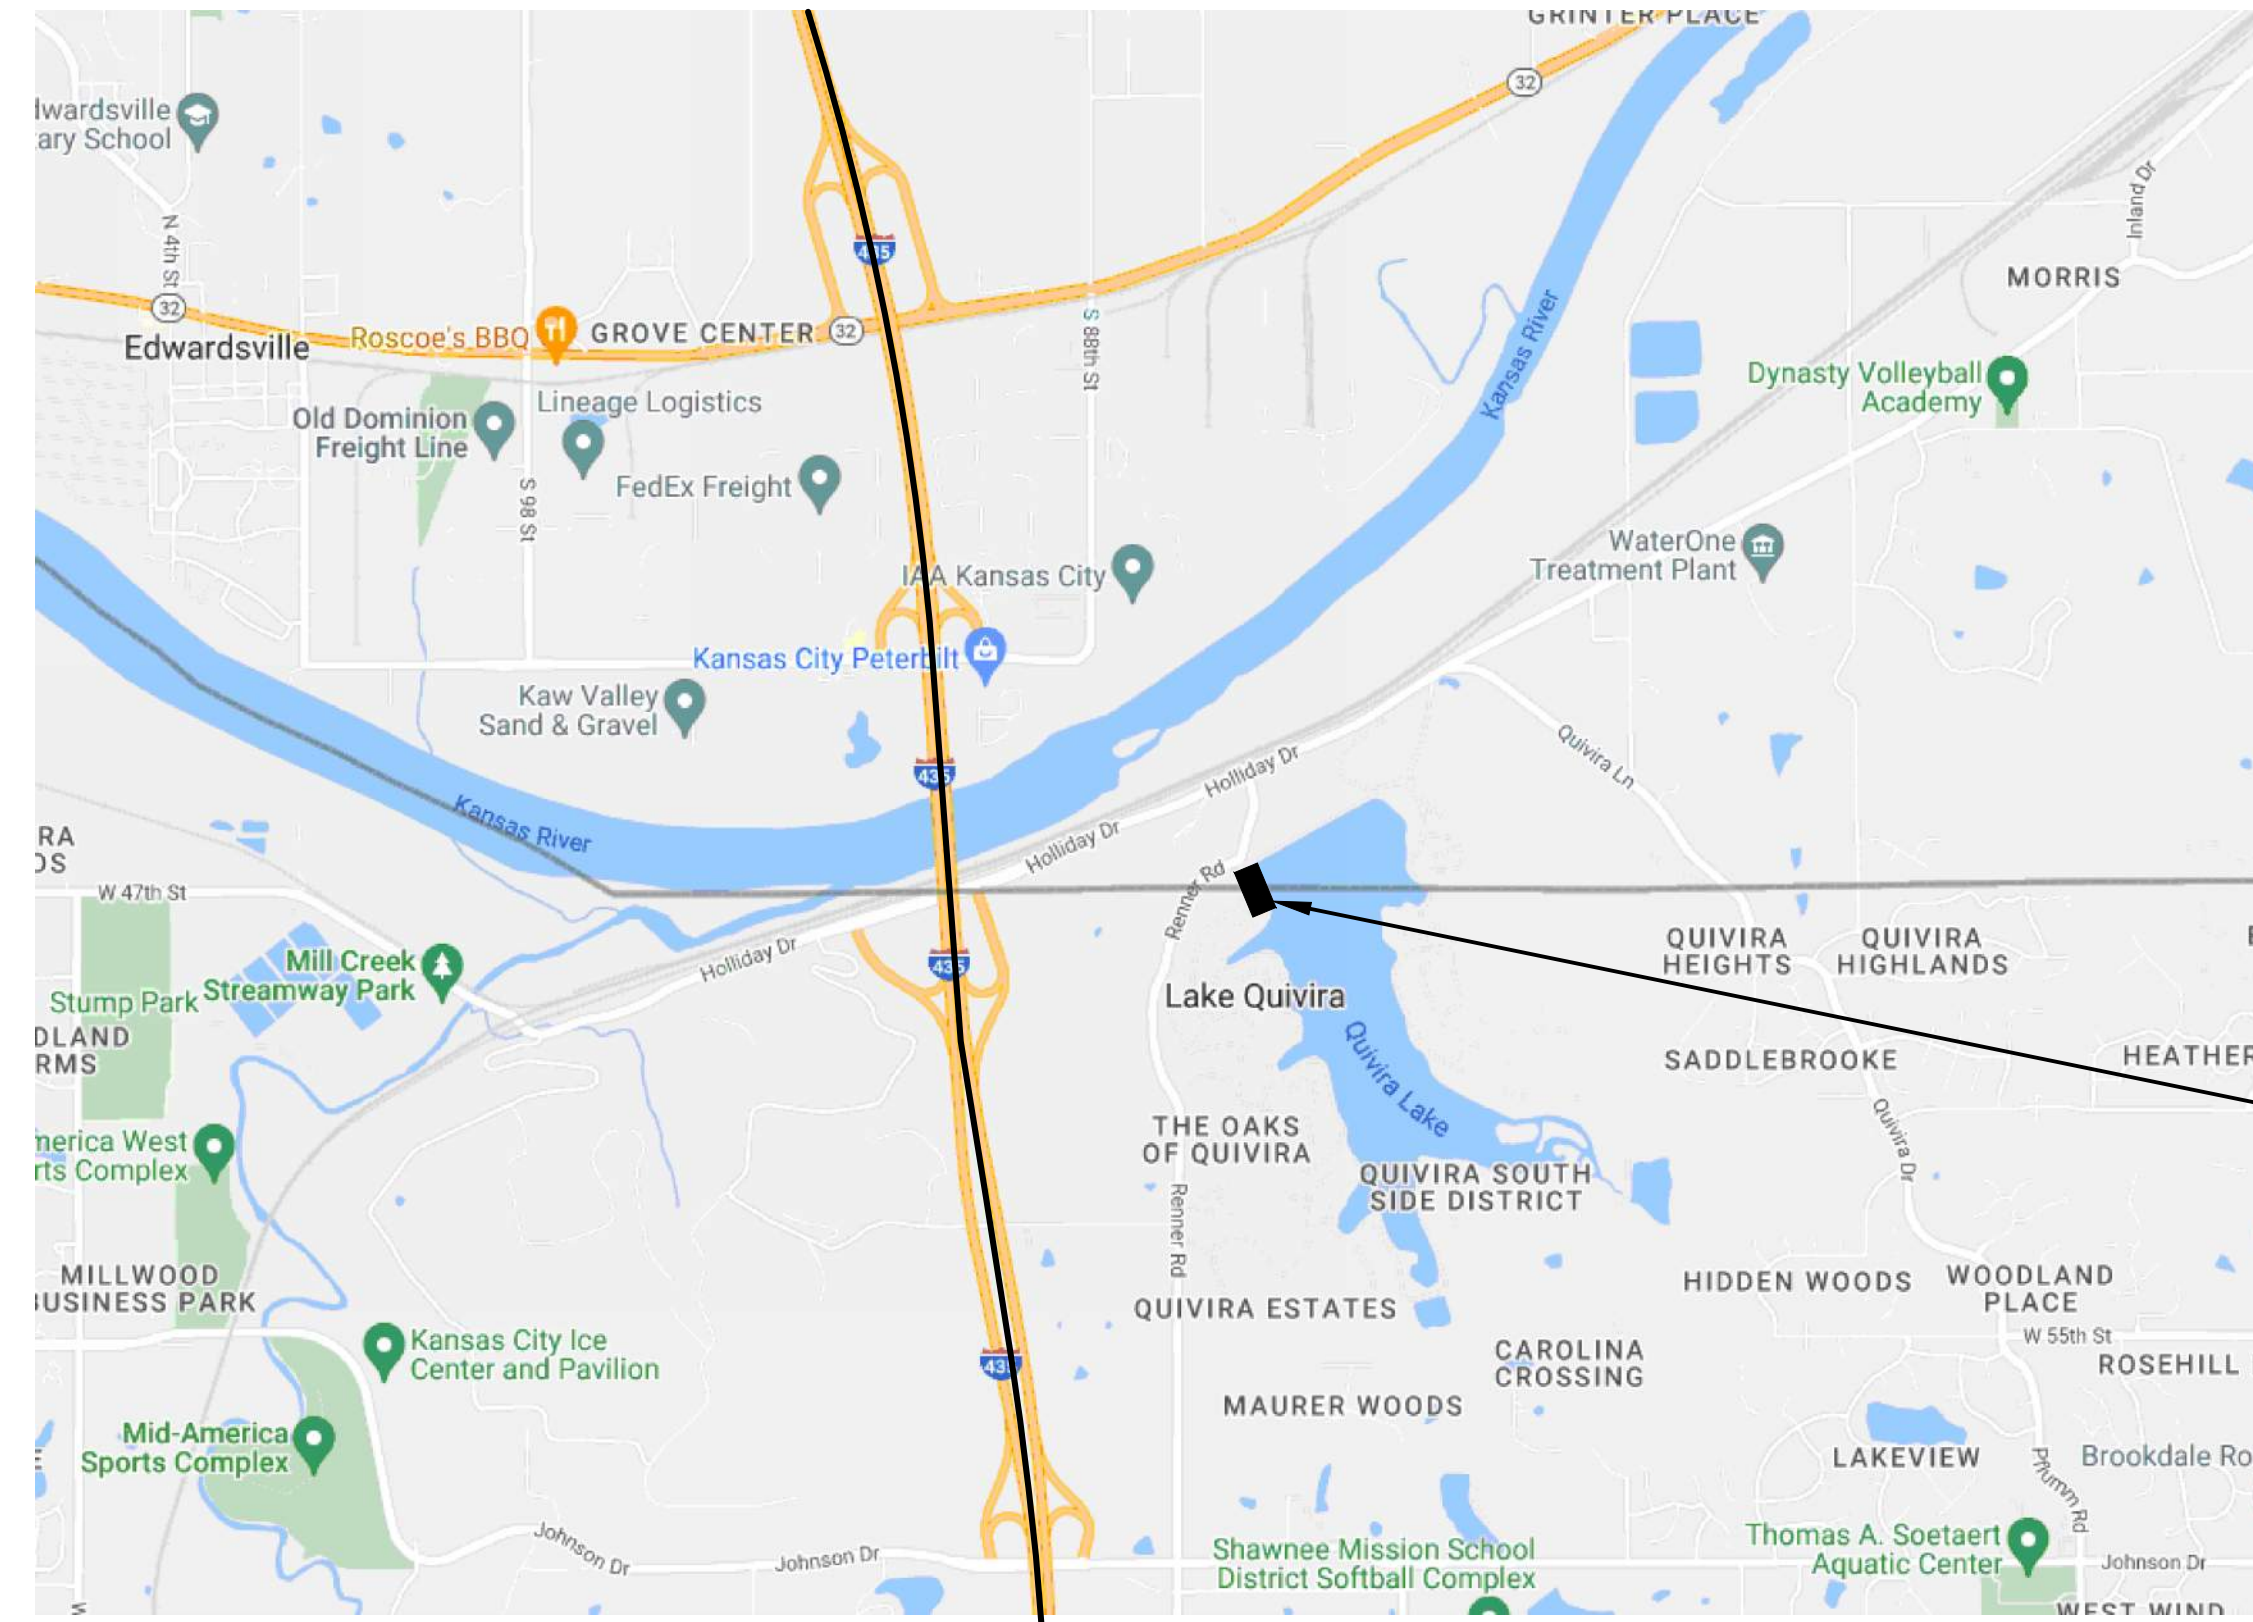 GRINTER PLACE
32
dwardsville
ary School
Inland Dr
N 4th St
435
MORRIS
32
Edwardsville
Roscoe's BBQ
GROVE CENTER
32
S 88th St
Kansas River
Dynasty Volleyball
Academy
Lineage Logistics
Old Dominion
Freight Line
FedEx Freight
S 98 St
WaterOne
Treatment Plant
IAA Kansas City
Kansas City Peterbilt
Kaw Valley
Sand & Gravel
Quivira Ln
Holliday Dr
435
Kansas River
Holliday Dr
RA
DS
W 47th St
Renner Rd
QUIVIRA
HEIGHTS
QUIVIRA
HIGHLANDS
Holliday Dr
435
Mill Creek
Streamway Park
Stump Park
Lake Quivira
DLAND
RMS
Quivira Lake
SADDLEBROOKE
HEATHER
merica West
rts Complex
THE OAKS
OF QUIVIRA
Quivira Dr
QUIVIRA SOUTH
SIDE DISTRICT
Renner Rd
MILLWOOD
BUSINESS PARK
HIDDEN WOODS
WOODLAND
PLACE
QUIVIRA ESTATES
W 55th St
Kansas City Ice
Center and Pavilion
435
CAROLINA
CROSSING
ROSEHILL
MAURER WOODS
Mid-America
Sports Complex
LAKEVIEW
Brookdale Ro
Pflumm Rd
Johnson Dr
Johnson Dr
Shawnee Mission School
District Softball Complex
Thomas A. Soetaert
Aquatic Center
Johnson Dr
WEST WIND